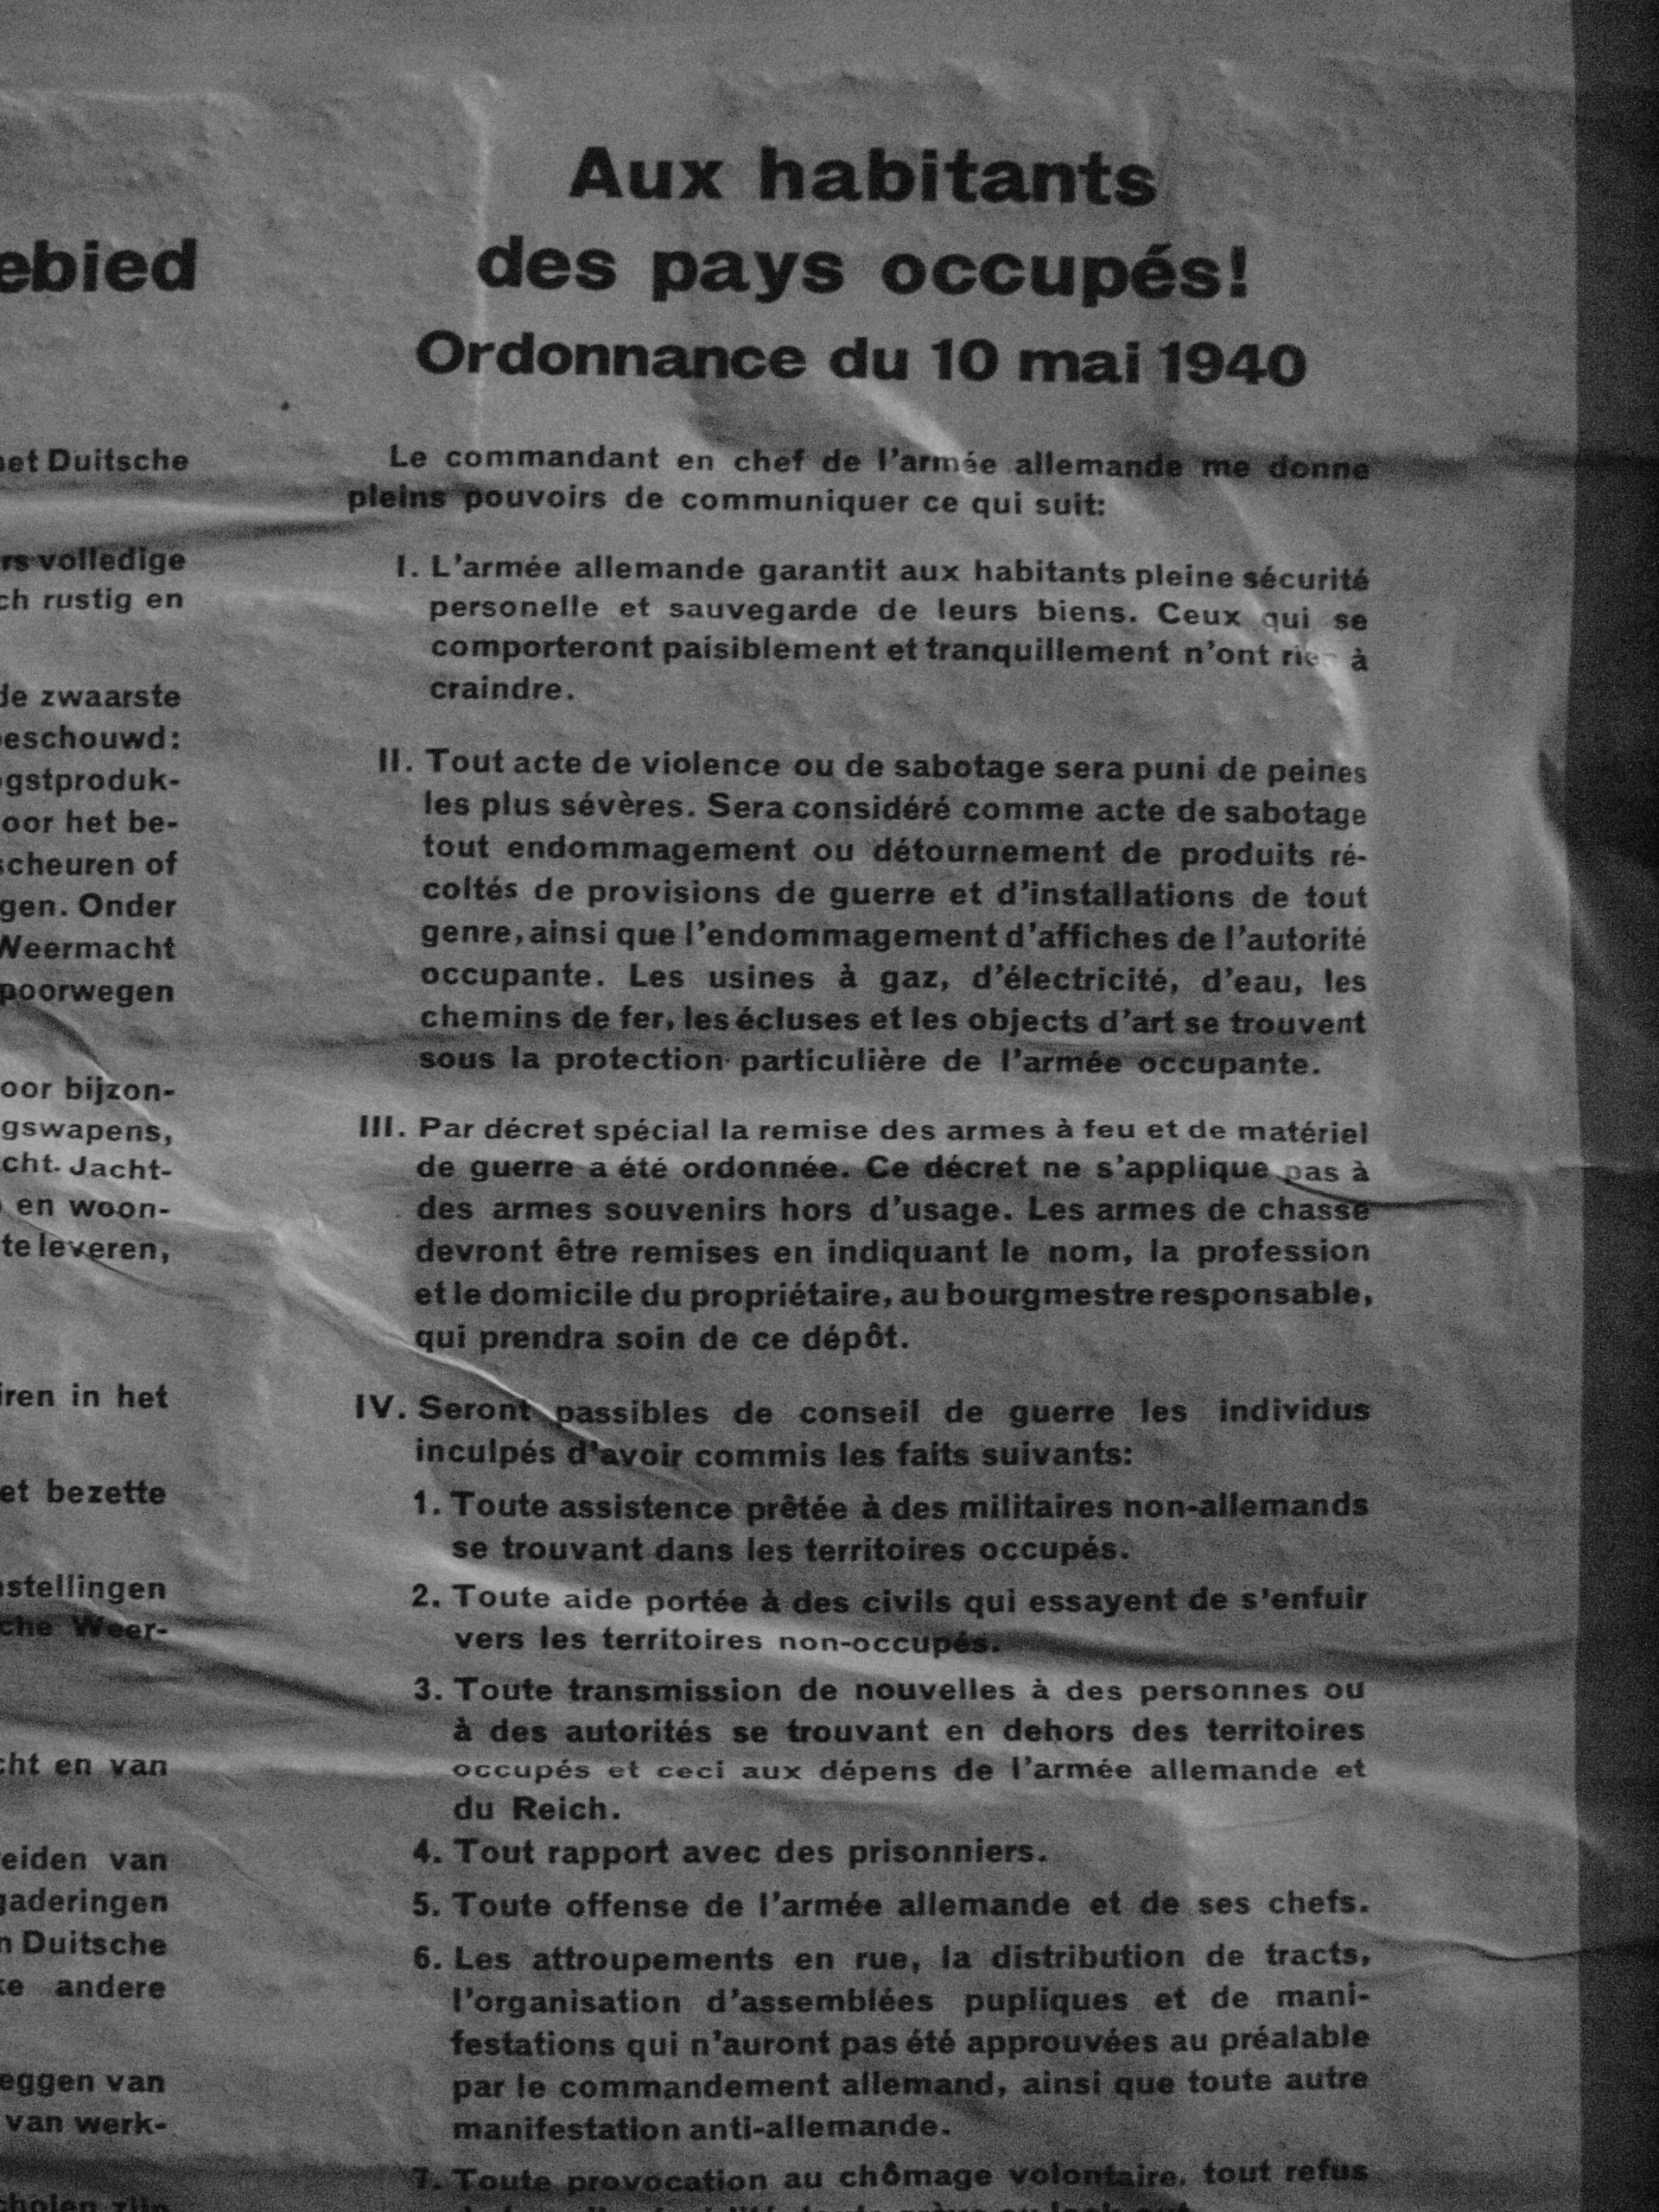 ebied
et Duitsche
rs volledige
ch rustig en
de zwaarste
eschouwd:
gstproduk-
oor het be-
scheuren of
gen. Onder
Weermacht
poorwegen
oor bijzon-
gswapens,
cht. Jacht-
en woon-
te leveren,
iren in het
et bezette
stellingen
che Weer-
cht en van
eiden van
gaderingen
n Duitsche
ke andere
eggen van
van werk-
Aux habitants
des pays occupés!
Ordonnance du 10 mai 1940
Le commandant en chef de l'armée allemande me donne
pleins pouvoirs de communiquer ce qui suit:
I. L'armée allemande garantit aux habitants pleine sécurité
personelle et sauvegarde de leurs biens. Ceux qui se
comporteront paisiblement et tranquillement n'ont rien à
craindre.
II. Tout acte de violence ou de sabotage sera puni de peines
les plus sévères. Sera considéré comme acte de sabotage
tout endommagement ou détournement de produits ré-
coltés de provisions de guerre et d'installations de tout
genre, ainsi que l'endommagement d'affiches de l'autorité
occupante. Les usines à gaz, d'électricité, d'eau, les
chemins de fer, les écluses et les objects d'art se trouvent
sous la protection particulière de l'armée occupante.
III. Par décret spécial la remise des armes à feu et de matériel
de guerre a été ordonnée. Ce décret ne s'applique pas à
des armes souvenirs hors d'usage. Les armes de chasse
devront être remises en indiquant le nom, la profession
et le domicile du propriétaire, au bourgmestre responsable,
qui prendra soin de ce dépôt.
IV. Seront passibles de conseil de guerre les individus
inculpés d'avoir commis les faits suivants:
1. Toute assistence prêtée à des militaires non-allemands
se trouvant dans les territoires occupés.
2. Toute aide portée à des civils qui essayent de s'enfuir
vers les territoires non-occupés.
3. Toute transmission de nouvelles à des personnes ou
à des autorités se trouvant en dehors des territoires
occupés et ceci aux dépens de l'armée allemande et
du Reich.
4. Tout rapport avec des prisonniers.
5. Toute offense de l'armée allemande et de ses chefs.
6. Les attroupements en rue, la distribution de tracts,
l'organisation d'assemblées pupliques et de mani-
festations qui n'auront pas été approuvées au préalable
par le commandement allemand, ainsi que toute autre
manifestation anti-allemande.
7. Toute provocation au chômage volontaire, tout refus